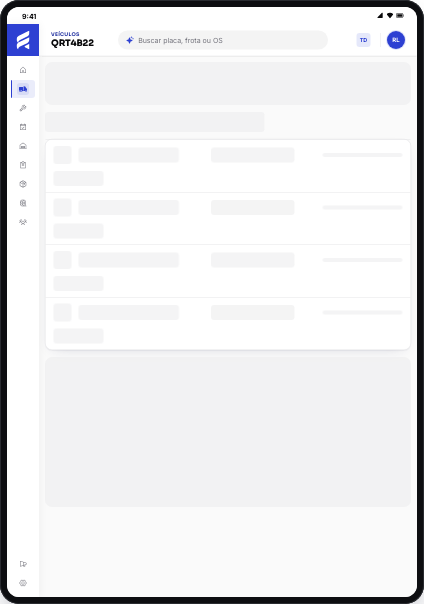 9:41
VEÍCULOS
QRT4B22
Buscar placa, frota ou OS
TD
RL